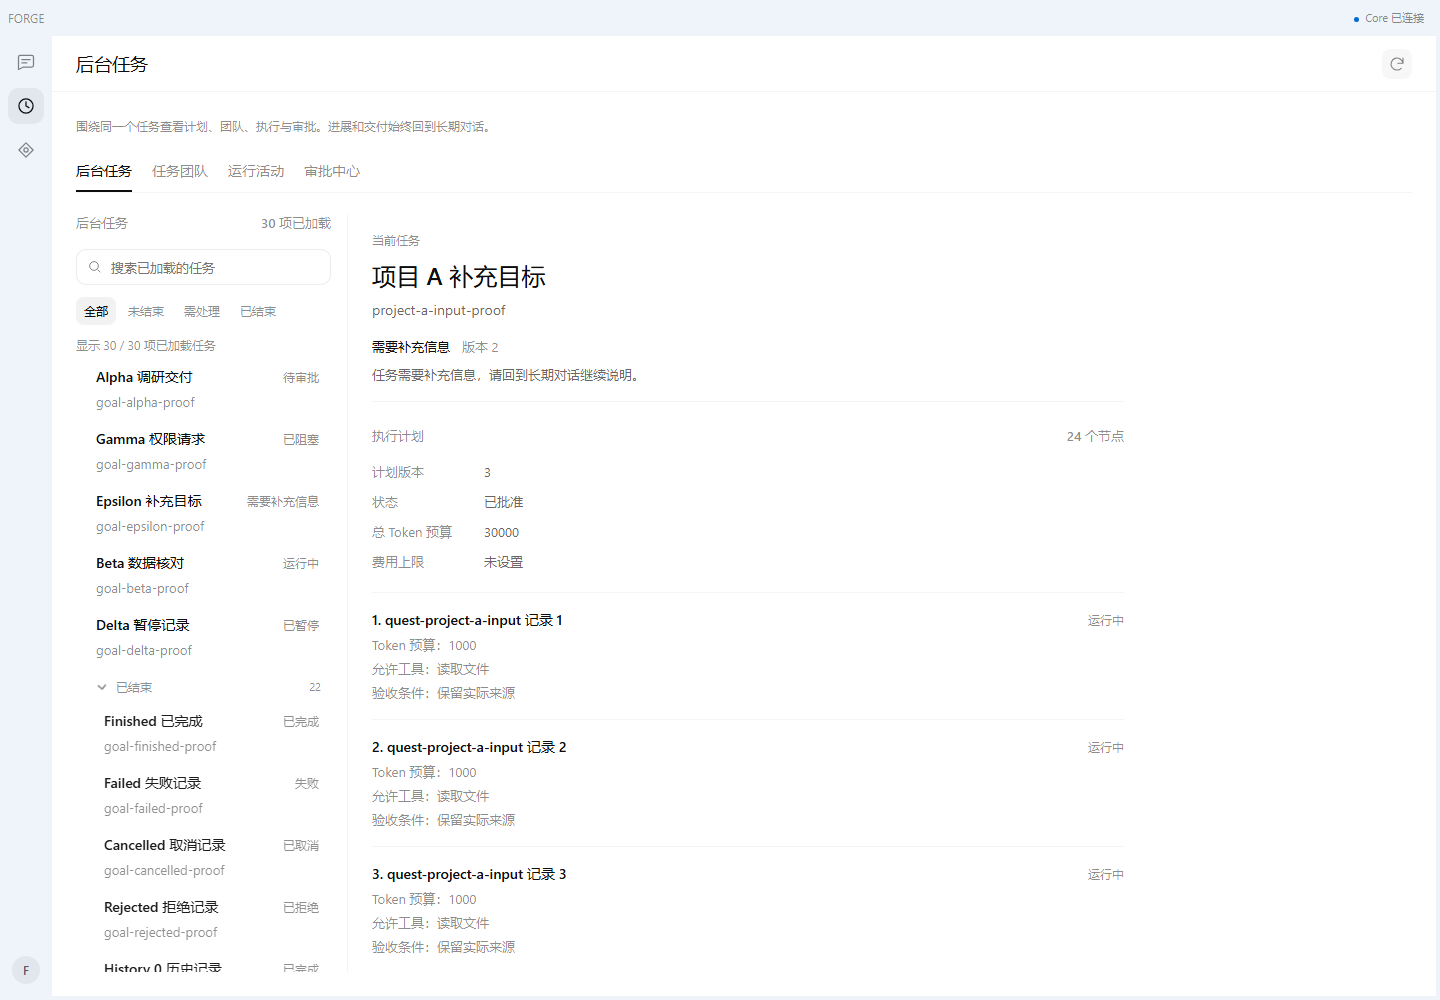 FORGE
Core 已连接
后台任务
围绕同一个任务查看计划、团队、执行与审批。进展和交付始终回到长期对话。
后台任务 任务团队 运行活动 审批中心
后台任务 30 项已加载
搜索已加载的任务
全部 未结束 需处理 已结束
显示 30 / 30 项已加载任务
Alpha 调研交付 待审批
goal-alpha-proof
Gamma 权限请求 已阻塞
goal-gamma-proof
Epsilon 补充目标 需要补充信息
goal-epsilon-proof
Beta 数据核对 运行中
goal-beta-proof
Delta 暂停记录 已暂停
goal-delta-proof
已结束 22
Finished 已完成 已完成
goal-finished-proof
Failed 失败记录 失败
goal-failed-proof
Cancelled 取消记录 已取消
goal-cancelled-proof
Rejected 拒绝记录 已拒绝
goal-rejected-proof
History 0 历史记录 已完成
F
当前任务
项目 A 补充目标
project-a-input-proof
需要补充信息 版本 2
任务需要补充信息，请回到长期对话继续说明。
执行计划 24 个节点
计划版本 3
状态 已批准
总 Token 预算 30000
费用上限 未设置
1. quest-project-a-input 记录 1 运行中
Token 预算：1000
允许工具：读取文件
验收条件：保留实际来源
2. quest-project-a-input 记录 2 运行中
Token 预算：1000
允许工具：读取文件
验收条件：保留实际来源
3. quest-project-a-input 记录 3 运行中
Token 预算：1000
允许工具：读取文件
验收条件：保留实际来源